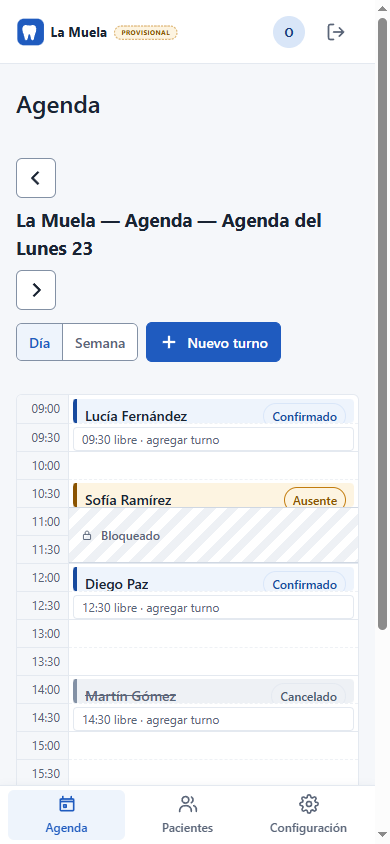 La Muela PROVISIONAL O
Agenda
La Muela — Agenda — Agenda del
Lunes 23
Día Semana + Nuevo turno
09:00 Lucía Fernández Confirmado
09:30 09:30 libre · agregar turno
10:00
10:30 Sofía Ramírez Ausente
11:00
Bloqueado
11:30
12:00 Diego Paz Confirmado
12:30 12:30 libre · agregar turno
13:00
13:30
14:00 Martín Gómez Cancelado
14:30 14:30 libre · agregar turno
15:00
15:30
Agenda Pacientes Configuración